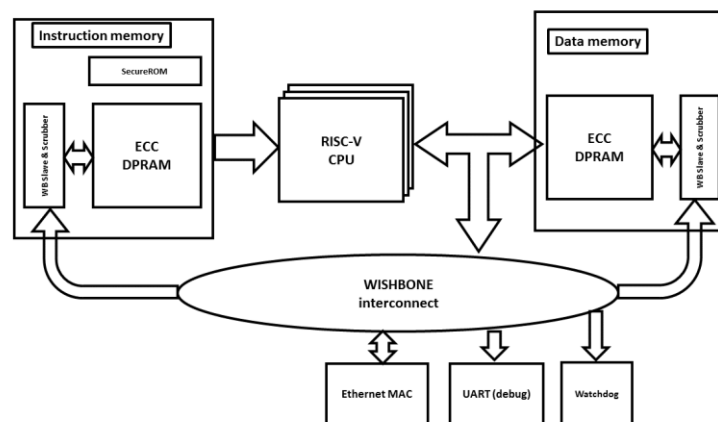 Instruction memory
SecureROM
WB Slave & Scrubber
ECC
DPRAM
RISC-V
CPU
Data memory
ECC
DPRAM
WB Slave & Scrubber
WISHBONE
interconnect
Ethernet MAC
UART (debug)
Watchdog